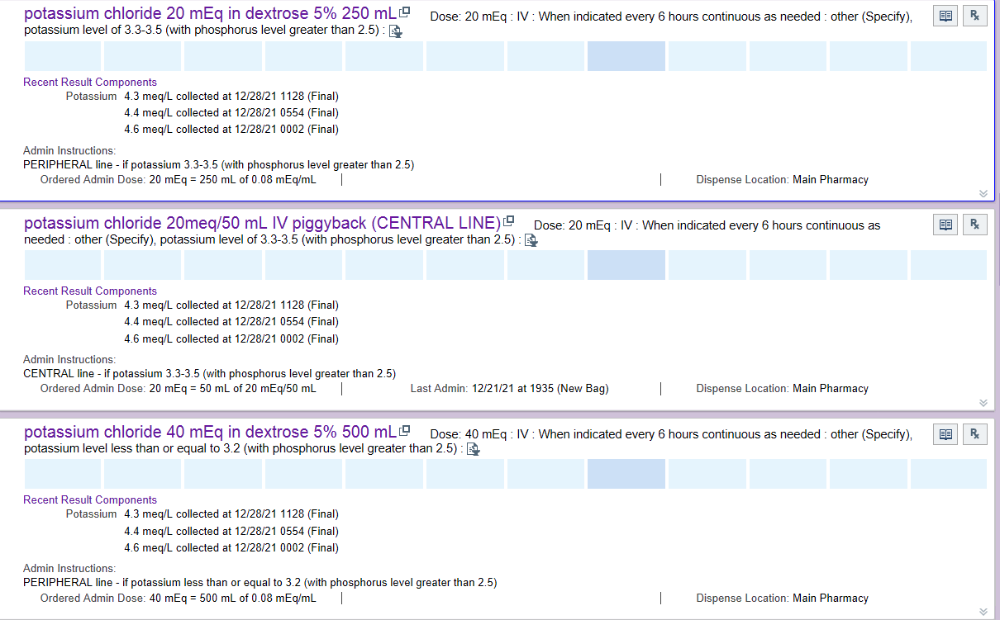 potassium chloride 20 mEq in dextrose 5% 250 mL Dose: 20 mEq : IV : When indicated every 6 hours continuous as needed : other (Specify),
potassium level of 3.3-3.5 (with phosphorus level greater than 2.5) :
Recent Result Components
Potassium 4.3 meq/L collected at 12/28/21 1128 (Final)
4.4 meq/L collected at 12/28/21 0554 (Final)
4.6 meq/L collected at 12/28/21 0002 (Final)
Admin Instructions:
PERIPHERAL line - if potassium 3.3-3.5 (with phosphorus level greater than 2.5)
Ordered Admin Dose: 20 mEq = 250 mL of 0.08 mEq/mL Dispense Location: Main Pharmacy
potassium chloride 20meq/50 mL IV piggyback (CENTRAL LINE) Dose: 20 mEq : IV : When indicated every 6 hours continuous as
needed : other (Specify), potassium level of 3.3-3.5 (with phosphorus level greater than 2.5) :
Recent Result Components
Potassium 4.3 meq/L collected at 12/28/21 1128 (Final)
4.4 meq/L collected at 12/28/21 0554 (Final)
4.6 meq/L collected at 12/28/21 0002 (Final)
Admin Instructions:
CENTRAL line - if potassium 3.3-3.5 (with phosphorus level greater than 2.5)
Ordered Admin Dose: 20 mEq = 50 mL of 20 mEq/50 mL Last Admin: 12/21/21 at 1935 (New Bag) Dispense Location: Main Pharmacy
potassium chloride 40 mEq in dextrose 5% 500 mL Dose: 40 mEq : IV : When indicated every 6 hours continuous as needed : other (Specify),
potassium level less than or equal to 3.2 (with phosphorus level greater than 2.5) :
Recent Result Components
Potassium 4.3 meq/L collected at 12/28/21 1128 (Final)
4.4 meq/L collected at 12/28/21 0554 (Final)
4.6 meq/L collected at 12/28/21 0002 (Final)
Admin Instructions:
PERIPHERAL line - if potassium less than or equal to 3.2 (with phosphorus level greater than 2.5)
Ordered Admin Dose: 40 mEq = 500 mL of 0.08 mEq/mL Dispense Location: Main Pharmacy